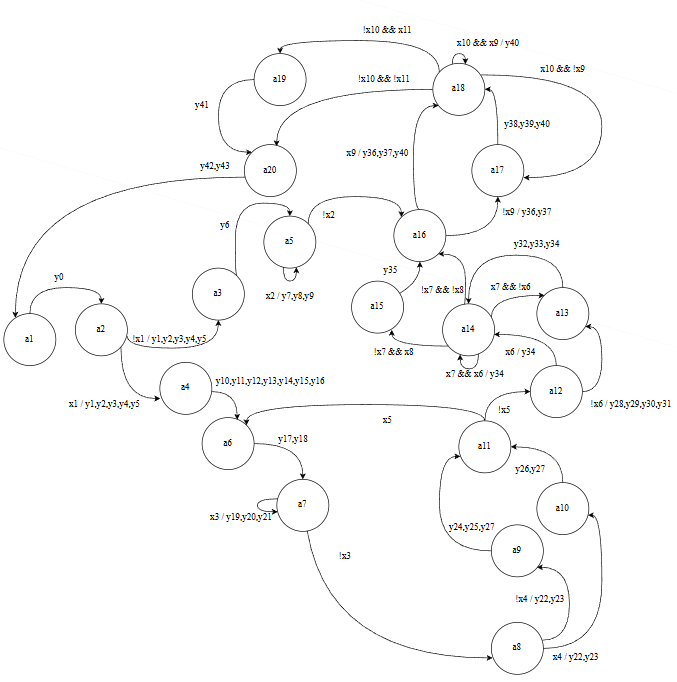 !x10 && x11
x10 && x9 / y40
a19
!x10 && !x11
x10 && !x9
a18
y41
y38,y39,y40
x9 / y36,y37,y40
y42,y43
a20
a17
!x9 / y36,y37
y6
!x2
a5
a16
y32,y33,y34
y35
x2 / y7,y8,y9
!x7 && !x8
x7 && !x6
y0
a3
a15
a13
a1
a2
!x1 / y1,y2,y3,y4,y5
a14
!x7 && x8
x6 / y34
x7 && x6 / y34
y10,y11,y12,y13,y14,y15,y16
a4
a12
x1 / y1,y2,y3,y4,y5
!x6 / y28,y29,y30,y31
!x5
x5
a6
y17,y18
a11
y26,y27
a7
a10
x3 / y19,y20,y21
y24,y25,y27
!x3
a9
!x4 / y22,y23
a8
x4 / y22,y23